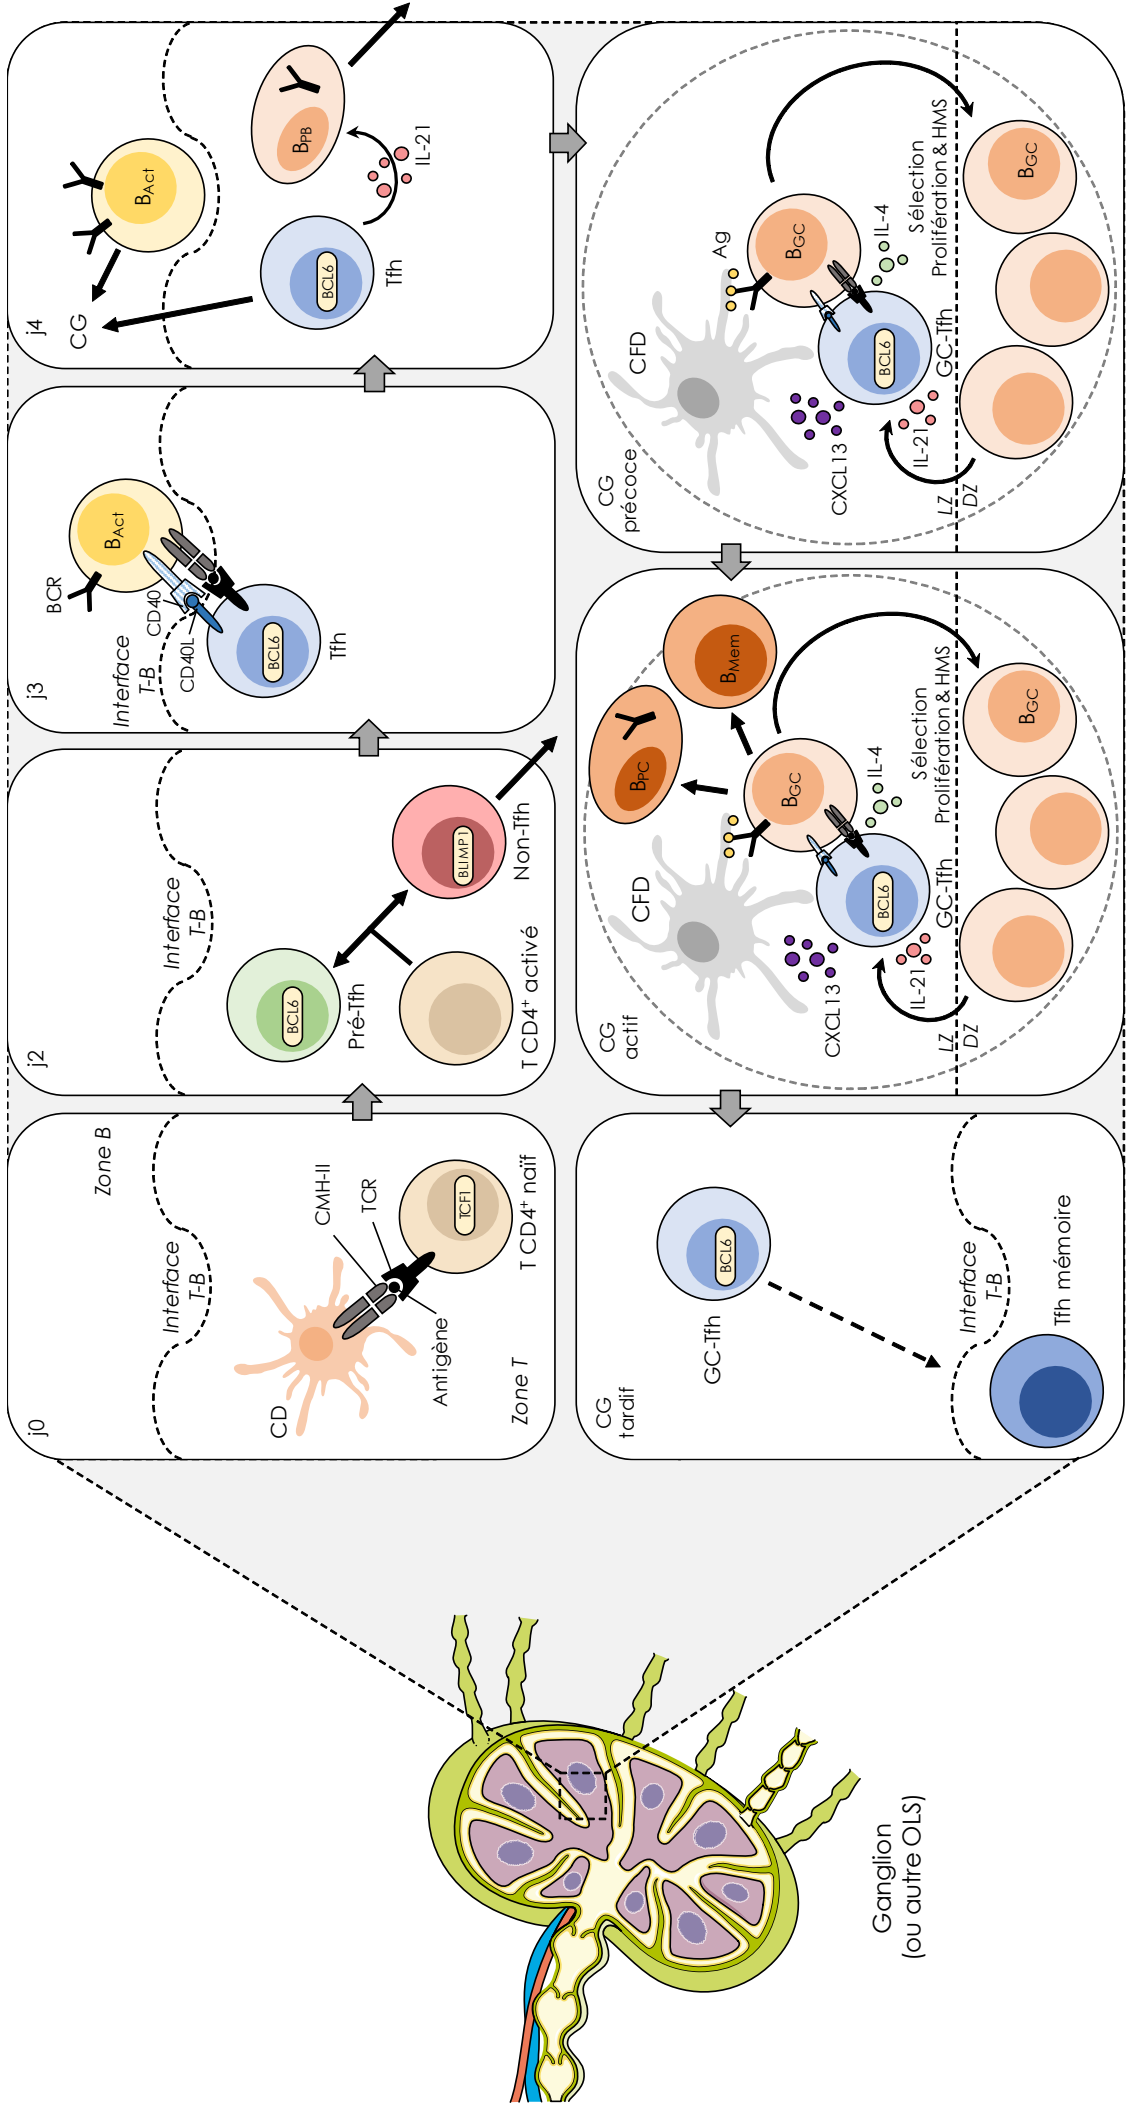 Ganglion
(ou autre OLS)
j0
Zone B
Interface
T-B
CD
CMH-II
TCR
Antigène
TCF1
T CD4⁺ naïf
Zone T
j2
Interface
T-B
BCL6
Pré-Tfh
BLIMP1
Non-Tfh
T CD4⁺ activé
j3
Interface
T-B
BCR
BAct
CD40
CD40L
BCL6
Tfh
j4
CG
BAct
BPB
IL-21
BCL6
Tfh
CG
précoce
CFD
Ag
BGC
CXCL13
BCL6
GC-Tfh
IL-4
IL-21
Sélection
Prolifération & HMS
LZ
DZ
BGC
CG
actif
CFD
BPC
BMem
BGC
CXCL13
BCL6
GC-Tfh
IL-4
IL-21
Sélection
Prolifération & HMS
LZ
DZ
BGC
CG
tardif
GC-Tfh
BCL6
Interface
T-B
Tfh mémoire